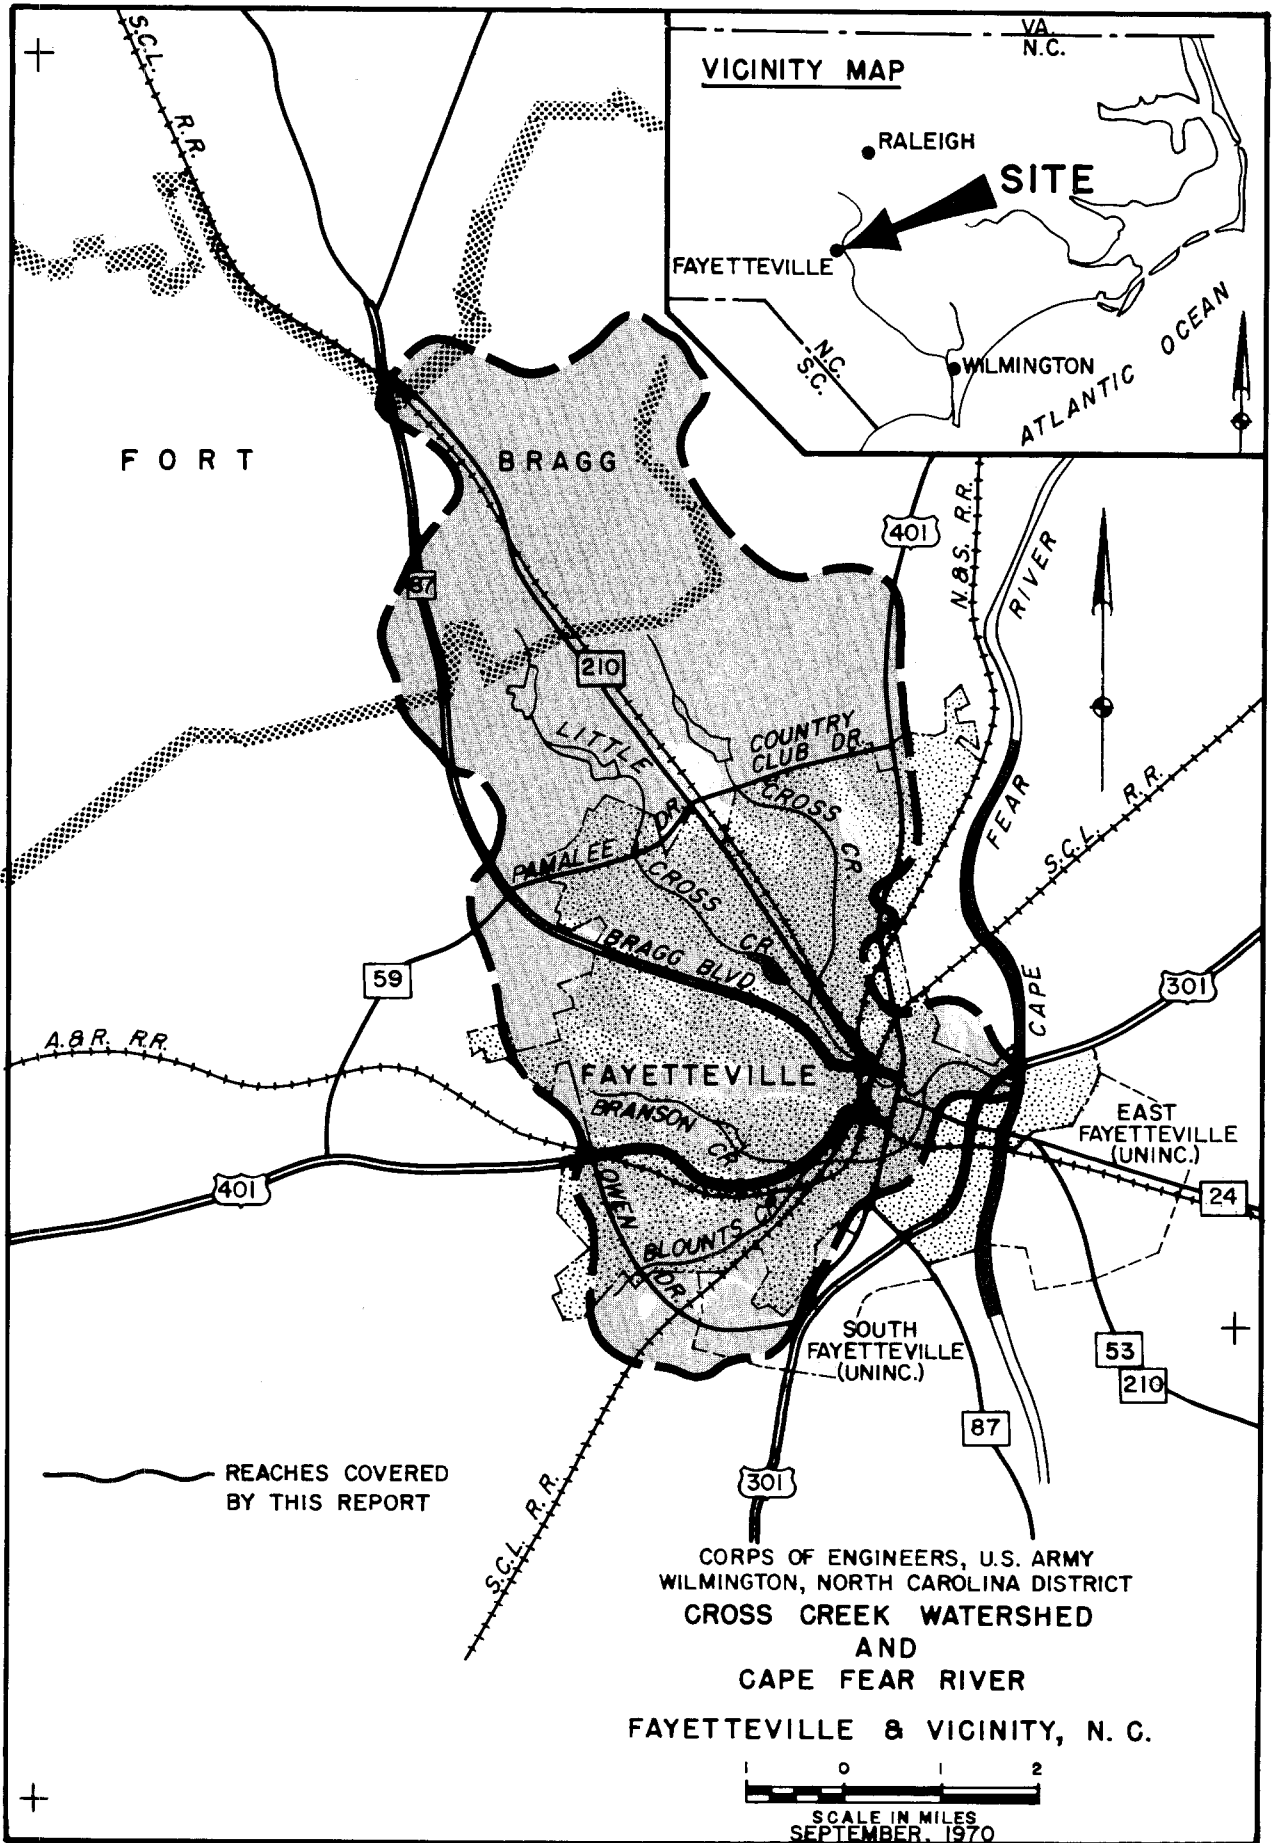 VA.
N.C.
VICINITY MAP
RALEIGH
SITE
FAYETTEVILLE
N.C.
S.C.
WILMINGTON
ATLANTIC OCEAN
S.C.L. R.R.
FORT BRAGG
401
N.&S. R.R.
RIVER
87
210
LITTLE
COUNTRY
CLUB DR.
CROSS
CR.
FEAR
S.C.L. R.R.
PAMALEE DR.
CROSS
CR.
BRAGG BLVD.
59
CAPE
301
A.&R. R.R.
FAYETTEVILLE
BRANSON
CR.
EAST
FAYETTEVILLE
(UNINC.)
401
OWEN
DR.
BLOUNTS
CR.
24
SOUTH
FAYETTEVILLE
(UNINC.)
53
210
87
301
REACHES COVERED
BY THIS REPORT
S.C.L. R.R.
CORPS OF ENGINEERS, U.S. ARMY
WILMINGTON, NORTH CAROLINA DISTRICT
CROSS CREEK WATERSHED
AND
CAPE FEAR RIVER
FAYETTEVILLE & VICINITY, N. C.
1 0 1 2
SCALE IN MILES
SEPTEMBER, 1970